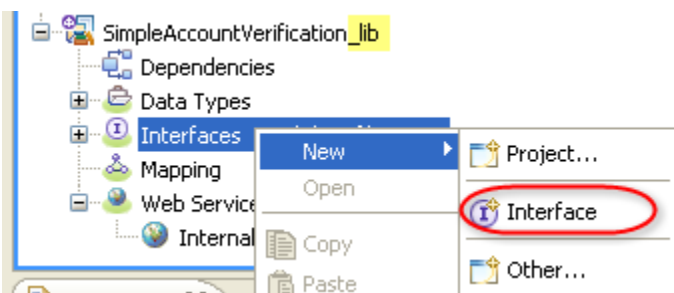 SimpleAccountVerification_lib
Dependencies
Data Types
Interfaces
Mapping
Web Service
Internal
New
Open
Copy
Paste
Project...
Interface
Other...